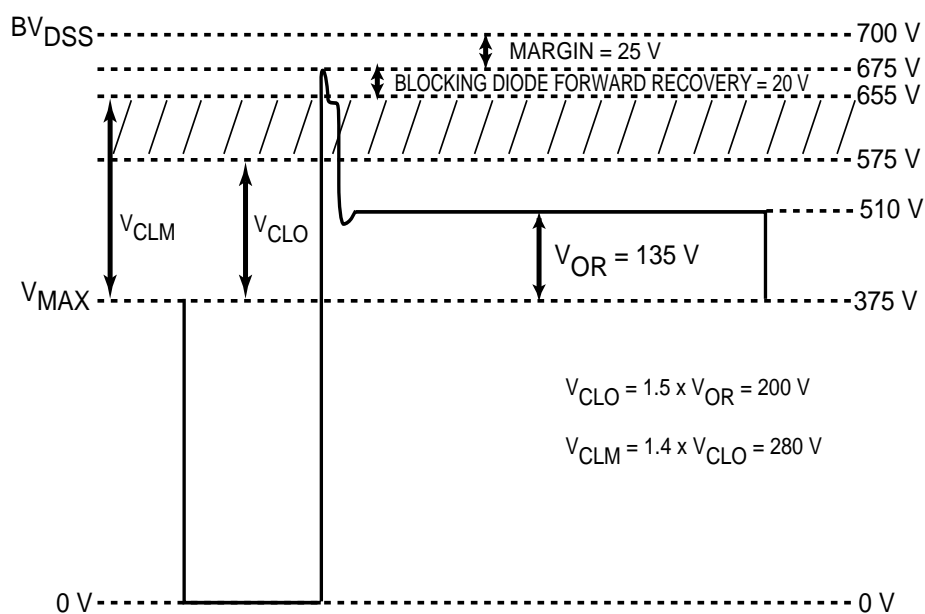 BVDSS
700 V
MARGIN = 25 V
675 V
BLOCKING DIODE FORWARD RECOVERY = 20 V
655 V
575 V
VCLM
VCLO
510 V
VOR = 135 V
VMAX
375 V
VCLO = 1.5 x VOR = 200 V
VCLM = 1.4 x VCLO = 280 V
0 V
0 V